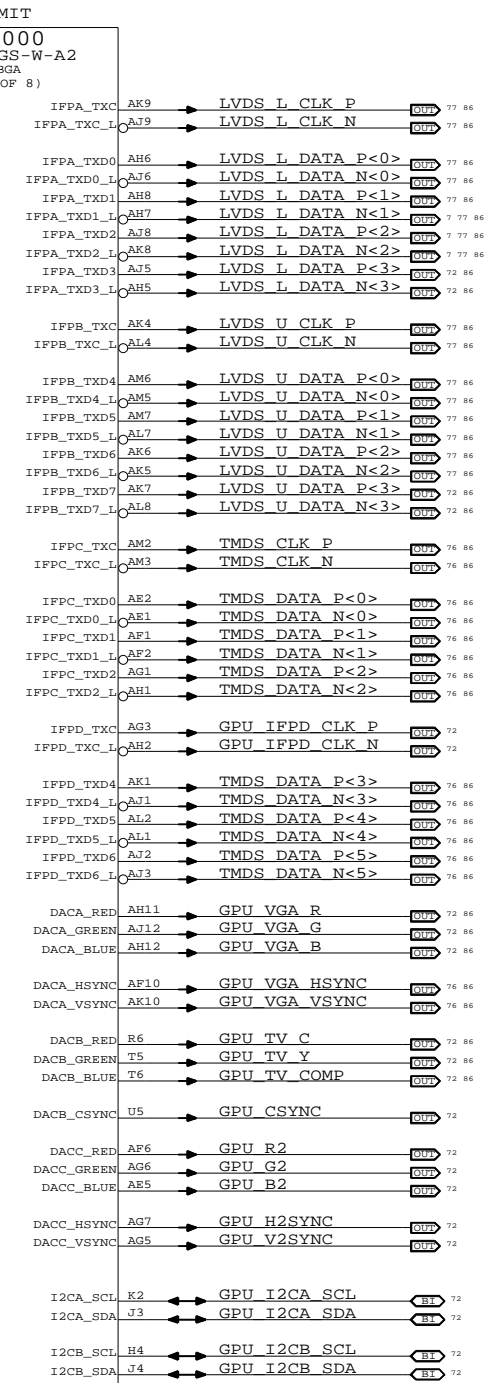 MIT
000
GS-W-A2
BGA
OF 8)
IFPA_TXC AK9 LVDS_L_CLK_P OUT 77 86
IFPA_TXC_L AJ9 LVDS_L_CLK_N OUT 77 86
IFPA_TXD0 AH6 LVDS_L_DATA_P<0> OUT 77 86
IFPA_TXD0_L AJ6 LVDS_L_DATA_N<0> OUT 77 86
IFPA_TXD1 AH8 LVDS_L_DATA_P<1> OUT 77 86
IFPA_TXD1_L AH7 LVDS_L_DATA_N<1> OUT 7 77 86
IFPA_TXD2 AJ8 LVDS_L_DATA_P<2> OUT 7 77 86
IFPA_TXD2_L AK8 LVDS_L_DATA_N<2> OUT 7 77 86
IFPA_TXD3 AJ5 LVDS_L_DATA_P<3> OUT 72 86
IFPA_TXD3_L AH5 LVDS_L_DATA_N<3> OUT 72 86
IFPB_TXC AK4 LVDS_U_CLK_P OUT 77 86
IFPB_TXC_L AL4 LVDS_U_CLK_N OUT 77 86
IFPB_TXD4 AM6 LVDS_U_DATA_P<0> OUT 77 86
IFPB_TXD4_L AM5 LVDS_U_DATA_N<0> OUT 77 86
IFPB_TXD5 AM7 LVDS_U_DATA_P<1> OUT 77 86
IFPB_TXD5_L AL7 LVDS_U_DATA_N<1> OUT 77 86
IFPB_TXD6 AK6 LVDS_U_DATA_P<2> OUT 77 86
IFPB_TXD6_L AK5 LVDS_U_DATA_N<2> OUT 77 86
IFPB_TXD7 AK7 LVDS_U_DATA_P<3> OUT 72 86
IFPB_TXD7_L AL8 LVDS_U_DATA_N<3> OUT 72 86
IFPC_TXC AM2 TMDS_CLK_P OUT 76 86
IFPC_TXC_L AM3 TMDS_CLK_N OUT 76 86
IFPC_TXD0 AE2 TMDS_DATA_P<0> OUT 76 86
IFPC_TXD0_L AE1 TMDS_DATA_N<0> OUT 76 86
IFPC_TXD1 AF1 TMDS_DATA_P<1> OUT 76 86
IFPC_TXD1_L AF2 TMDS_DATA_N<1> OUT 76 86
IFPC_TXD2 AG1 TMDS_DATA_P<2> OUT 76 86
IFPC_TXD2_L AH1 TMDS_DATA_N<2> OUT 76 86
IFPD_TXC AG3 GPU_IFPD_CLK_P OUT 72
IFPD_TXC_L AH2 GPU_IFPD_CLK_N OUT 72
IFPD_TXD4 AK1 TMDS_DATA_P<3> OUT 76 86
IFPD_TXD4_L AJ1 TMDS_DATA_N<3> OUT 76 86
IFPD_TXD5 AL2 TMDS_DATA_P<4> OUT 76 86
IFPD_TXD5_L AL1 TMDS_DATA_N<4> OUT 76 86
IFPD_TXD6 AJ2 TMDS_DATA_P<5> OUT 76 86
IFPD_TXD6_L AJ3 TMDS_DATA_N<5> OUT 76 86
DACA_RED AH11 GPU_VGA_R OUT 72 86
DACA_GREEN AJ12 GPU_VGA_G OUT 72 86
DACA_BLUE AH12 GPU_VGA_B OUT 72 86
DACA_HSYNC AF10 GPU_VGA_HSYNC OUT 76 86
DACA_VSYNC AK10 GPU_VGA_VSYNC OUT 76 86
DACB_RED R6 GPU_TV_C OUT 72 86
DACB_GREEN T5 GPU_TV_Y OUT 72 86
DACB_BLUE T6 GPU_TV_COMP OUT 72 86
DACB_CSYNC U5 GPU_CSYNC OUT 72
DACC_RED AF6 GPU_R2 OUT 72
DACC_GREEN AG6 GPU_G2 OUT 72
DACC_BLUE AE5 GPU_B2 OUT 72
DACC_HSYNC AG7 GPU_H2SYNC OUT 72
DACC_VSYNC AG5 GPU_V2SYNC OUT 72
I2CA_SCL K2 GPU_I2CA_SCL BI 72
I2CA_SDA J3 GPU_I2CA_SDA BI 72
I2CB_SCL H4 GPU_I2CB_SCL BI 72
I2CB_SDA J4 GPU_I2CB_SDA BI 72